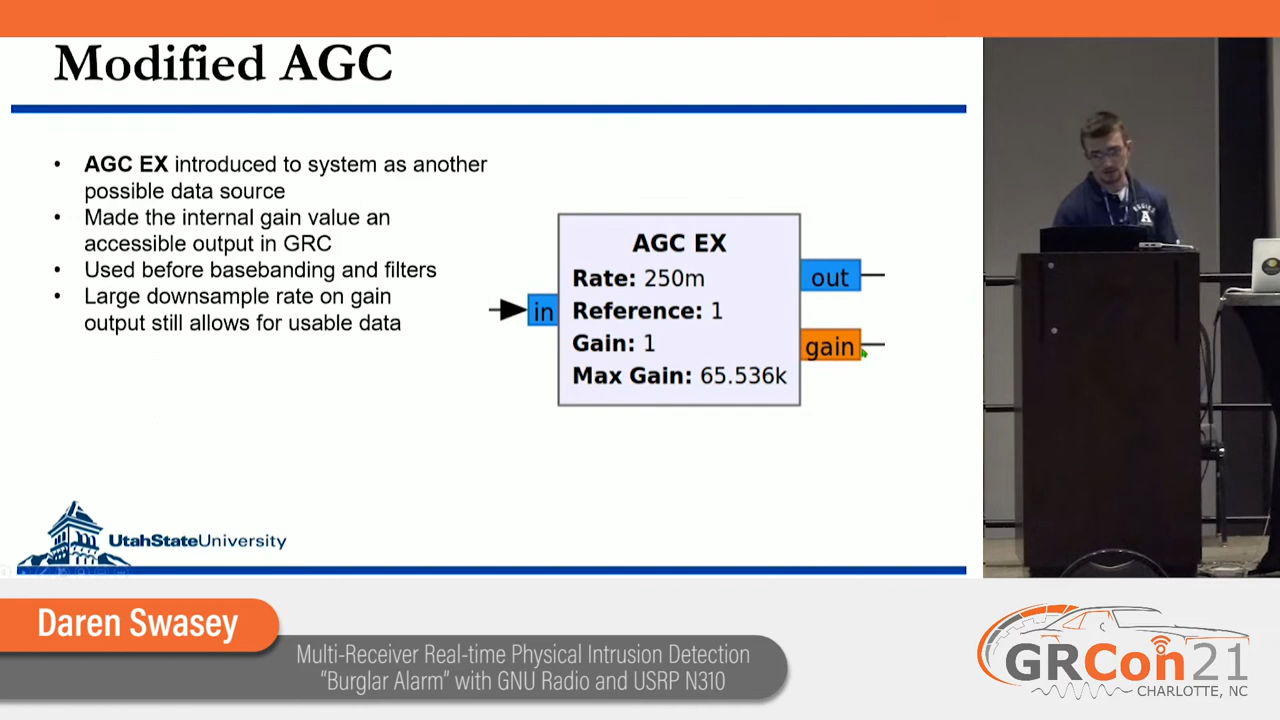 Modified AGC
• AGC EX introduced to system as another
possible data source
• Made the internal gain value an
accessible output in GRC
• Used before basebanding and filters
• Large downsample rate on gain
output still allows for usable data
AGC EX
Rate: 250m
Reference: 1
Gain: 1
Max Gain: 65.536k
in
out
gain
UtahStateUniversity
AGGIES
A
Daren Swasey
Multi-Receiver Real-time Physical Intrusion Detection
"Burglar Alarm" with GNU Radio and USRP N310
GRCon21
CHARLOTTE, NC